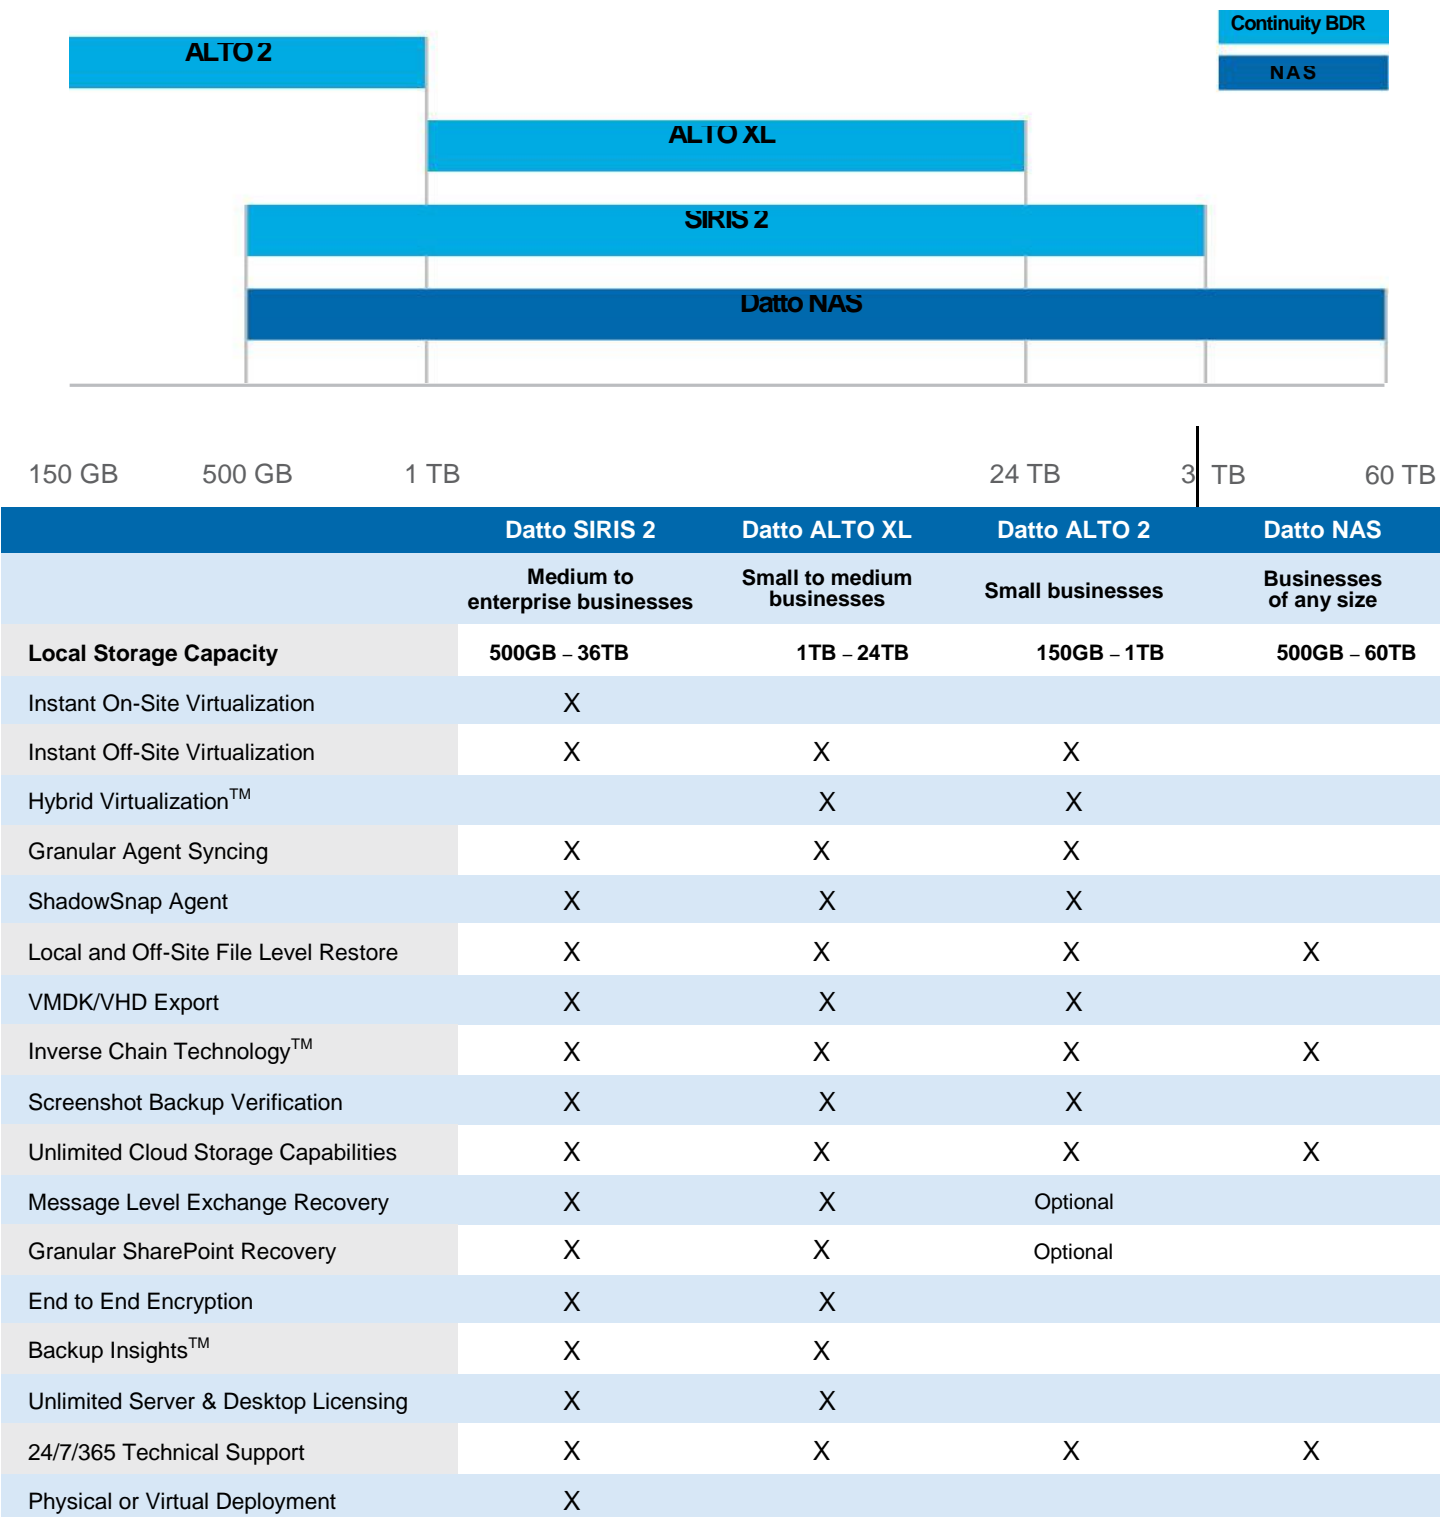 Continuity BDR
ALTO 2
NAS
ALTO XL
SIRIS 2
Datto NAS
150 GB 500 GB 1 TB 24 TB 3 TB 60 TB
Datto SIRIS 2 Datto ALTO XL Datto ALTO 2 Datto NAS
Medium to enterprise businesses Small to medium businesses Small businesses Businesses of any size
Local Storage Capacity 500GB – 36TB 1TB – 24TB 150GB – 1TB 500GB – 60TB
Instant On-Site Virtualization X
Instant Off-Site Virtualization X X X
Hybrid Virtualization™ X X
Granular Agent Syncing X X X
ShadowSnap Agent X X X
Local and Off-Site File Level Restore X X X X
VMDK/VHD Export X X X
Inverse Chain Technology™ X X X X
Screenshot Backup Verification X X X
Unlimited Cloud Storage Capabilities X X X X
Message Level Exchange Recovery X X Optional
Granular SharePoint Recovery X X Optional
End to End Encryption X X
Backup Insights™ X X
Unlimited Server & Desktop Licensing X X
24/7/365 Technical Support X X X X
Physical or Virtual Deployment X